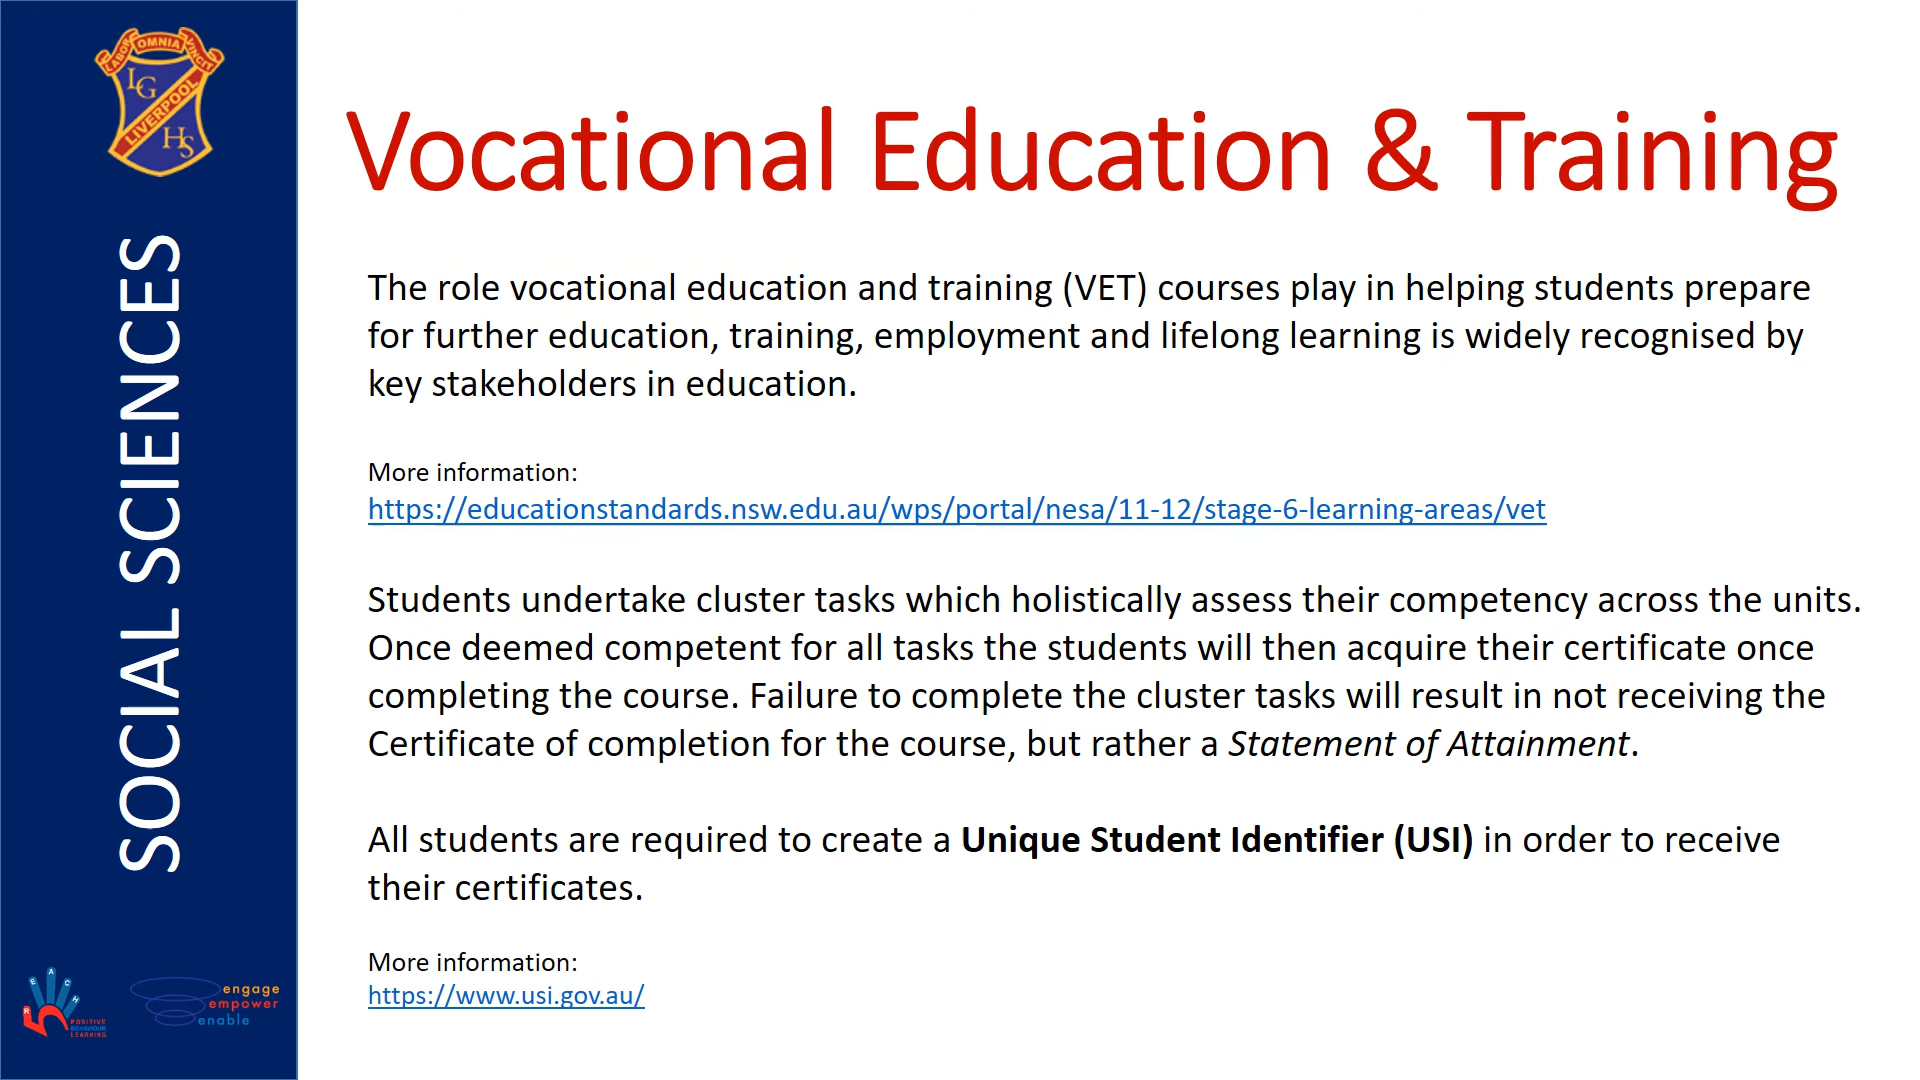 LABOR OMNIA VINCIT
LG
LIVERPOOL
HS
SOCIAL SCIENCES
Vocational Education & Training
The role vocational education and training (VET) courses play in helping students prepare
for further education, training, employment and lifelong learning is widely recognised by
key stakeholders in education.
More information:
https://educationstandards.nsw.edu.au/wps/portal/nesa/11-12/stage-6-learning-areas/vet
Students undertake cluster tasks which holistically assess their competency across the units.
Once deemed competent for all tasks the students will then acquire their certificate once
completing the course. Failure to complete the cluster tasks will result in not receiving the
Certificate of completion for the course, but rather a Statement of Attainment.
All students are required to create a Unique Student Identifier (USI) in order to receive
their certificates.
More information:
https://www.usi.gov.au/
R E A C H
POSITIVE
BEHAVIOUR
LEARNING
engage
empower
enable